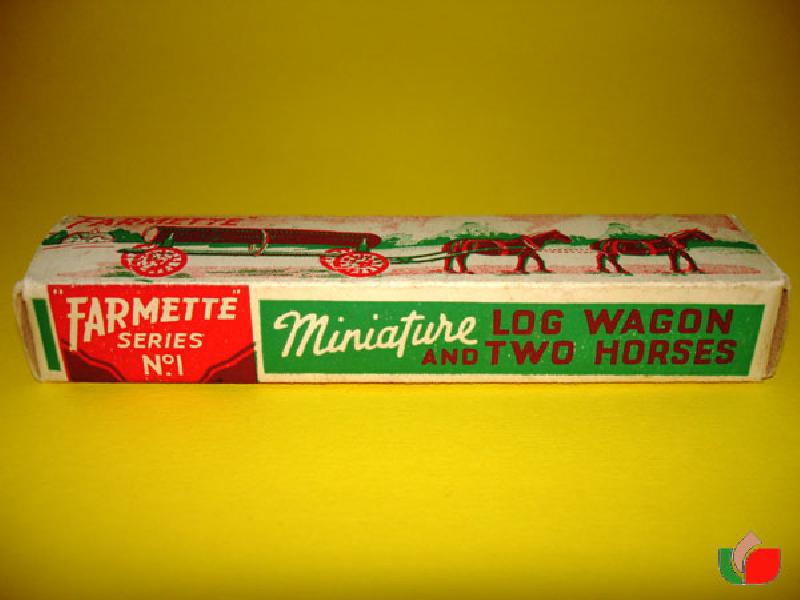 FARMETTE"
"FARMETTE"
SERIES
Nº1
Miniature LOG WAGON
AND TWO HORSES